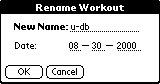 Rename Workout
New Name: u-db
Date: 08 - 30 - 2000
OK Cancel